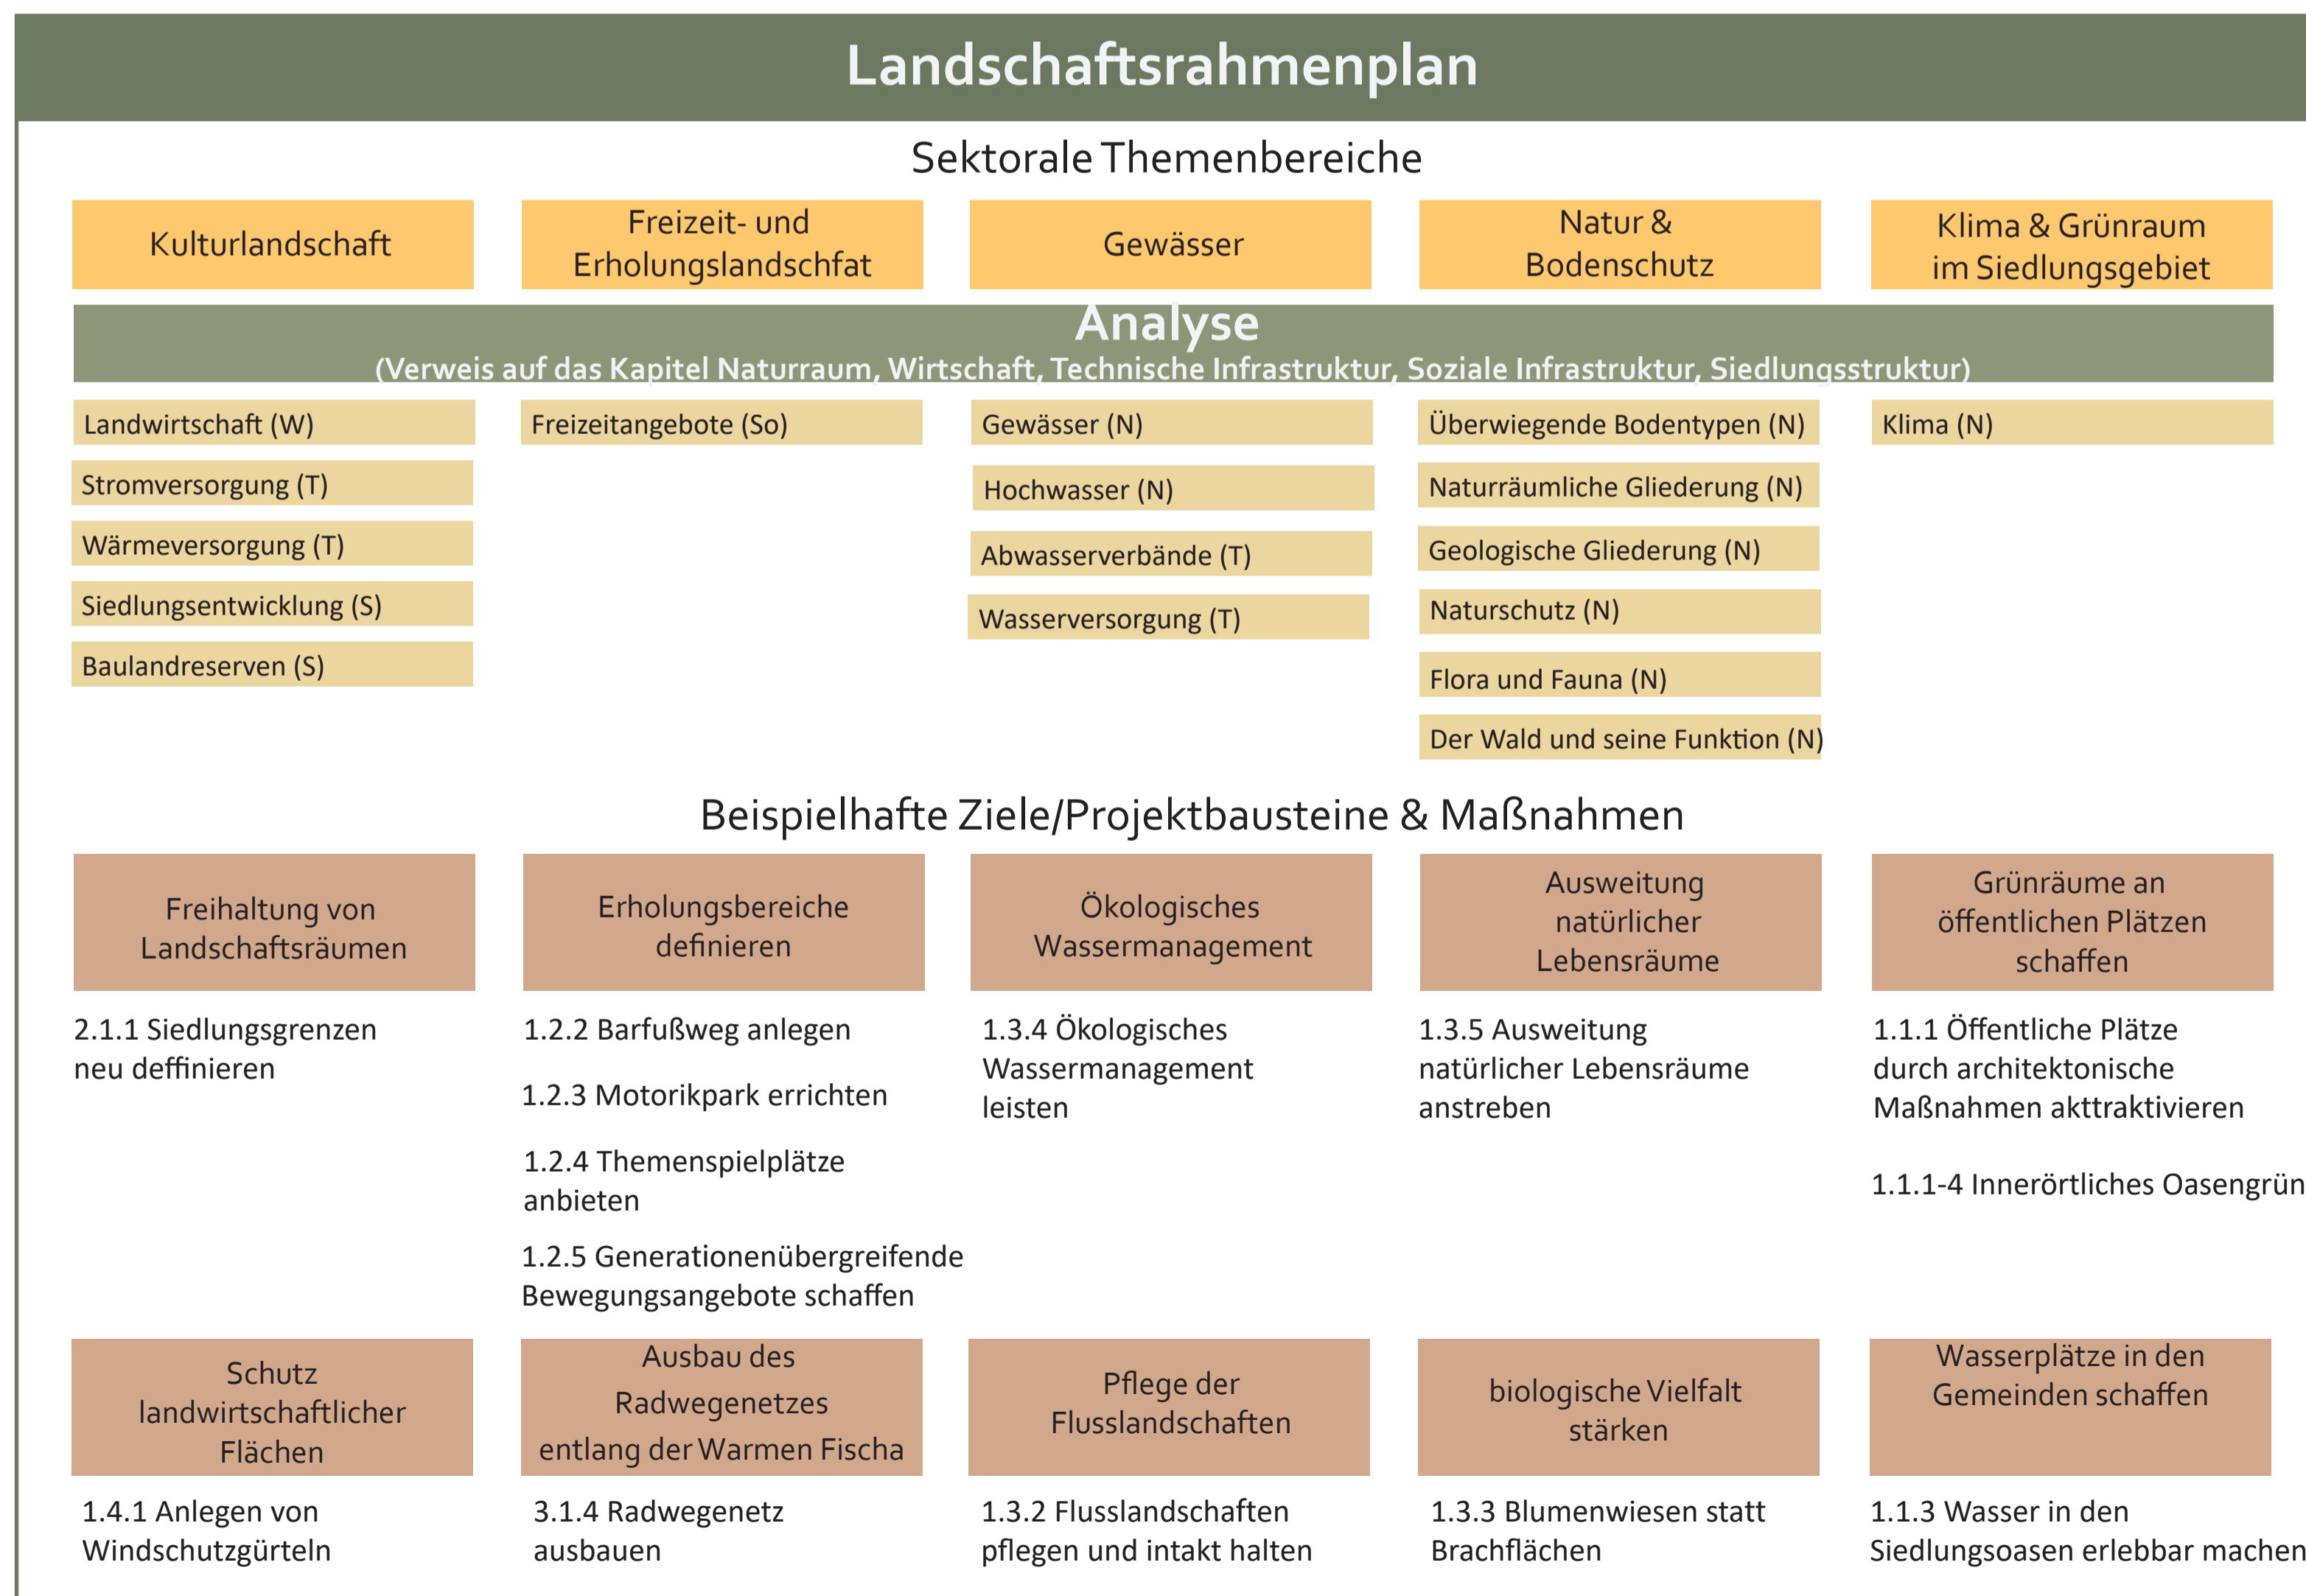 Landschaftsrahmenplan
Sektorale Themenbereiche
Kulturlandschaft
Freizeit- und
Erholungslandschfat
Gewässer
Natur &
Bodenschutz
Klima & Grünraum
im Siedlungsgebiet
Analyse
(Verweis auf das Kapitel Naturraum, Wirtschaft, Technische Infrastruktur, Soziale Infrastruktur, Siedlungsstruktur)
Landwirtschaft (W)
Stromversorgung (T)
Wärmeversorgung (T)
Siedlungsentwicklung (S)
Baulandreserven (S)
Freizeitangebote (So)
Gewässer (N)
Hochwasser (N)
Abwasserverbände (T)
Wasserversorgung (T)
Überwiegende Bodentypen (N)
Naturräumliche Gliederung (N)
Geologische Gliederung (N)
Naturschutz (N)
Flora und Fauna (N)
Der Wald und seine Funktion (N)
Klima (N)
Beispielhafte Ziele/Projektbausteine & Maßnahmen
Freihaltung von
Landschaftsräumen
2.1.1 Siedlungsgrenzen
neu deffinieren
Erholungsbereiche
definieren
1.2.2 Barfußweg anlegen
1.2.3 Motorikpark errichten
1.2.4 Themenspielplätze
anbieten
1.2.5 Generationenübergreifende
Bewegungsangebote schaffen
Ökologisches
Wassermanagement
1.3.4 Ökologisches
Wassermanagement
leisten
Ausweitung
natürlicher
Lebensräume
1.3.5 Ausweitung
natürlicher Lebensräume
anstreben
Grünräume an
öffentlichen Plätzen
schaffen
1.1.1 Öffentliche Plätze
durch architektonische
Maßnahmen akttraktivieren
1.1.1-4 Innerörtliches Oasengrün
Schutz
landwirtschaftlicher
Flächen
1.4.1 Anlegen von
Windschutzgürteln
Ausbau des
Radwegenetzes
entlang der Warmen Fischa
3.1.4 Radwegenetz
ausbauen
Pflege der
Flusslandschaften
1.3.2 Flusslandschaften
pflegen und intakt halten
biologische Vielfalt
stärken
1.3.3 Blumenwiesen statt
Brachflächen
Wasserplätze in den
Gemeinden schaffen
1.1.3 Wasser in den
Siedlungsoasen erlebbar machen